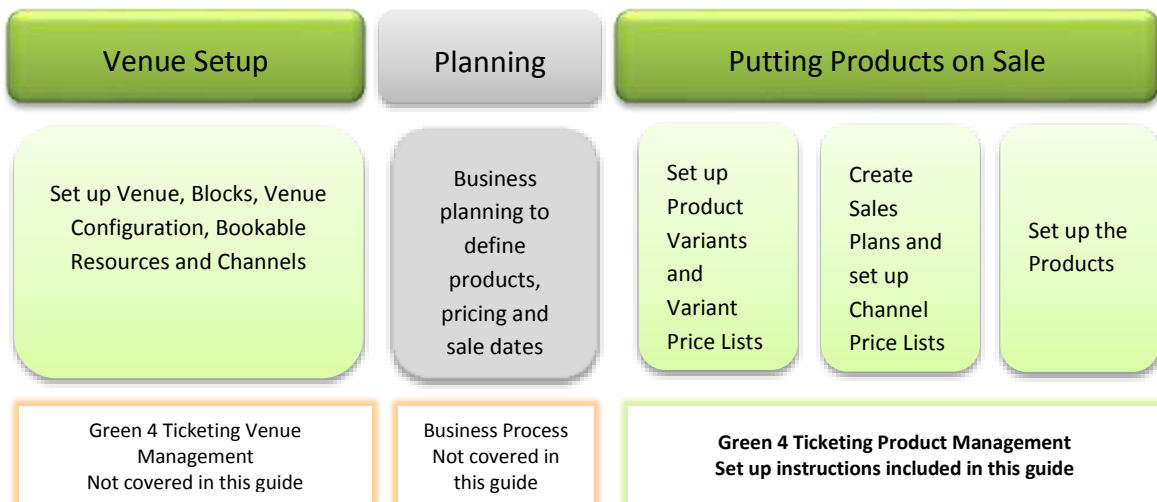 Venue Setup
Planning
Putting Products on Sale
Set up Venue, Blocks, Venue
Configuration, Bookable
Resources and Channels
Business
planning to
define
products,
pricing and
sale dates
Set up
Product
Variants
and
Variant
Price Lists
Create
Sales
Plans and
set up
Channel
Price Lists
Set up the
Products
Green 4 Ticketing Venue
Management
Not covered in this guide
Business Process
Not covered in
this guide
Green 4 Ticketing Product Management
Set up instructions included in this guide